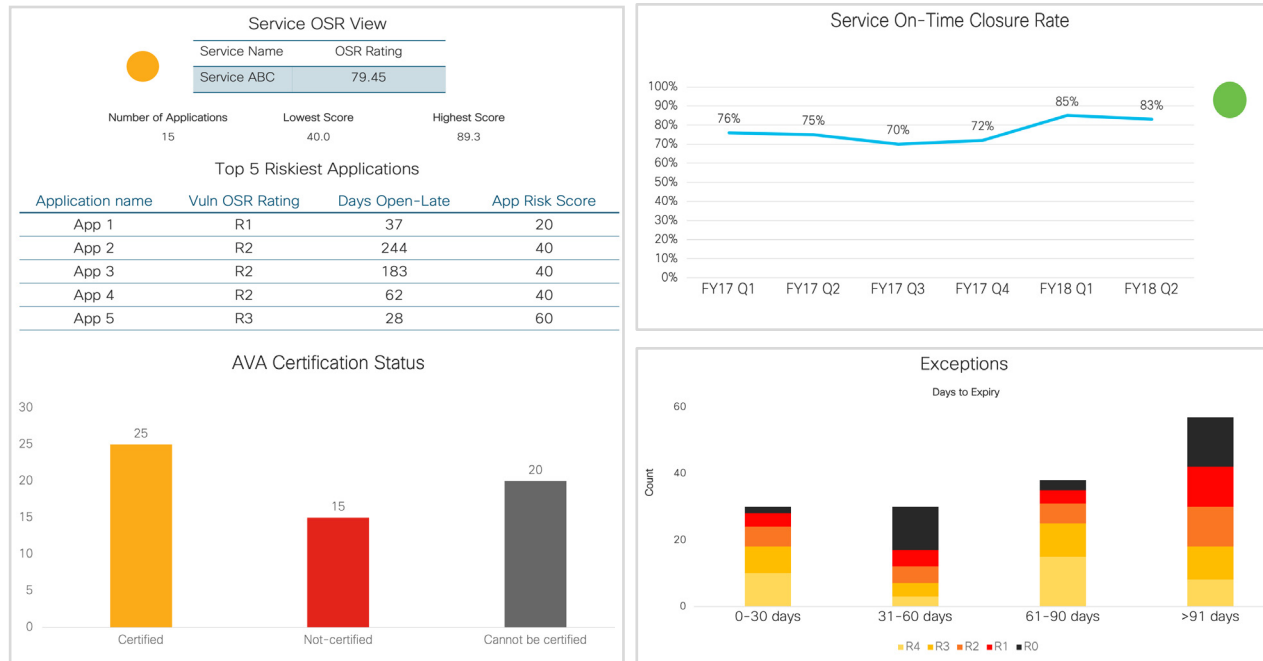 Service OSR View
Service Name OSR Rating
Service ABC 79.45
Number of Applications Lowest Score Highest Score
15 40.0 89.3
Top 5 Riskiest Applications
Application name Vuln OSR Rating Days Open-Late App Risk Score
App 1 R1 37 20
App 2 R2 244 40
App 3 R2 183 40
App 4 R2 62 40
App 5 R3 28 60
AVA Certification Status
30
25
20
15
10
5
0
25
15
20
Certified Not-certified Cannot be certified
Service On-Time Closure Rate
100%
90%
80%
70%
60%
50%
40%
30%
20%
10%
0%
76% 75% 70% 72% 85% 83%
FY17 Q1 FY17 Q2 FY17 Q3 FY17 Q4 FY18 Q1 FY18 Q2
Exceptions
Days to Expiry
Count
60
40
20
0
0-30 days 31-60 days 61-90 days >91 days
R4 R3 R2 R1 R0